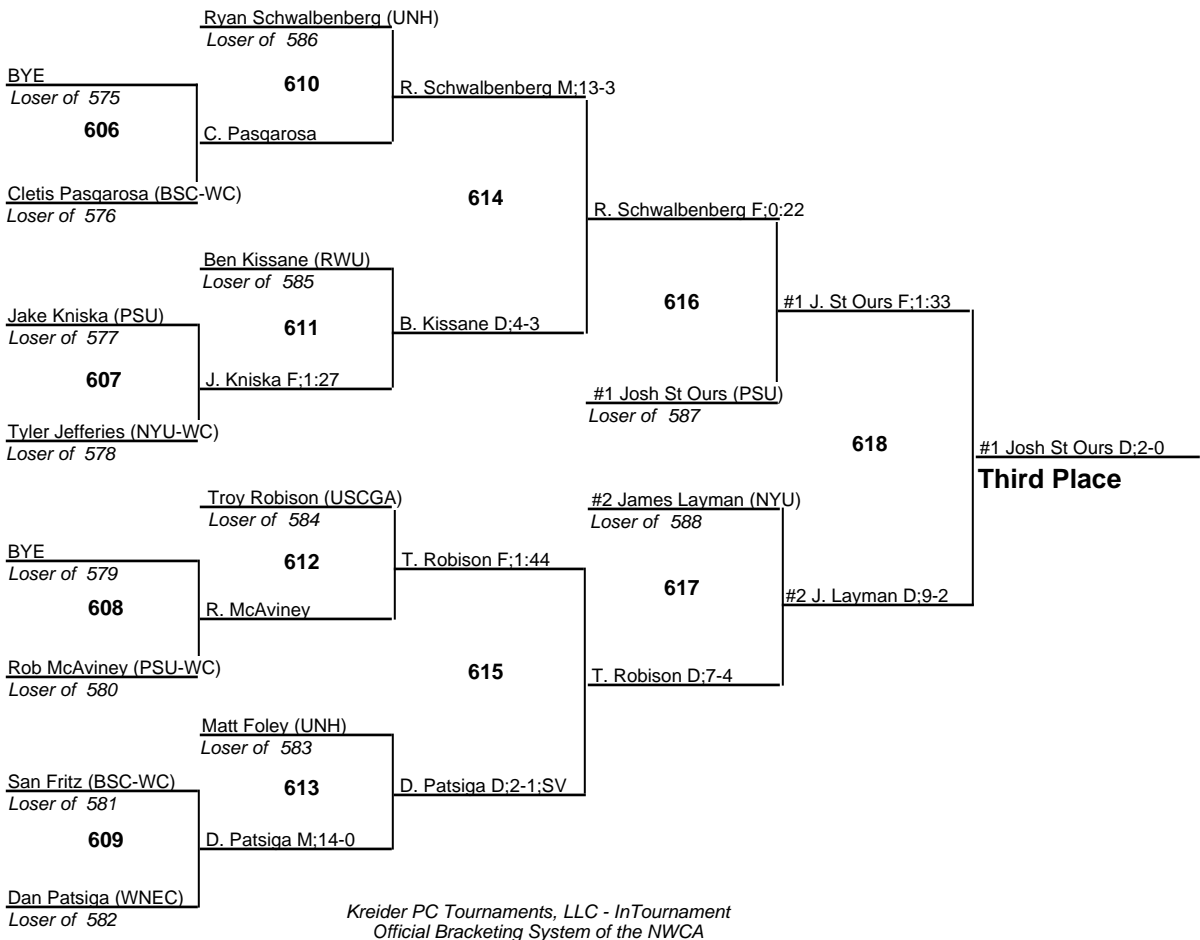 Ryan Schwalbenberg (UNH)
Loser of 586
BYE
Loser of 575
610
R. Schwalbenberg M;13-3
606
C. Pasqarosa
Cletis Pasqarosa (BSC-WC)
Loser of 576
614
R. Schwalbenberg F;0:22
Ben Kissane (RWU)
Loser of 585
616
#1 J. St Ours F;1:33
Jake Kniska (PSU)
Loser of 577
611
B. Kissane D;4-3
607
J. Kniska F;1:27
#1 Josh St Ours (PSU)
Loser of 587
Tyler Jefferies (NYU-WC)
Loser of 578
618
#1 Josh St Ours D;2-0
Third Place
Troy Robison (USCGA)
Loser of 584
#2 James Layman (NYU)
Loser of 588
BYE
Loser of 579
612
T. Robison F;1:44
617
608
R. McAviney
#2 J. Layman D;9-2
Rob McAviney (PSU-WC)
Loser of 580
615
T. Robison D;7-4
Matt Foley (UNH)
Loser of 583
San Fritz (BSC-WC)
Loser of 581
613
D. Patsiga D;2-1;SV
609
D. Patsiga M;14-0
Dan Patsiga (WNEC)
Loser of 582
Kreider PC Tournaments, LLC - InTournament
Official Bracketing System of the NWCA